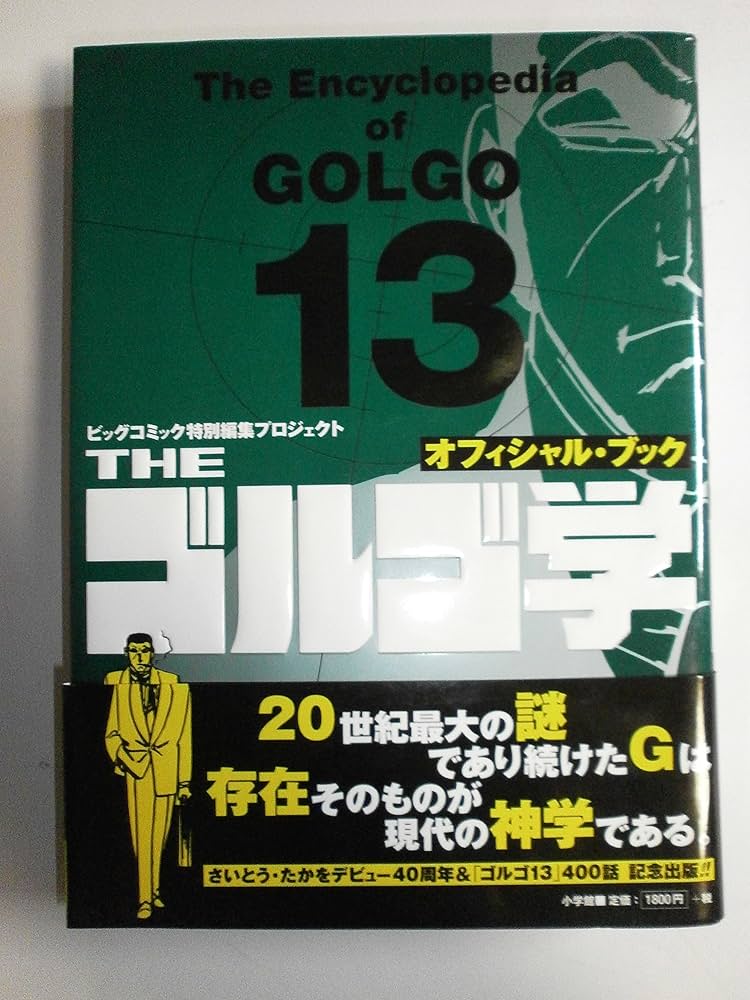 The Encyclopedia
of
GOLGO
13
ビッグコミック特別編集プロジェクト
オフィシャル・ブック
THE
ゴルゴ学
20世紀最大の謎
であり続けたGは
存在そのものが
現代の神学である。
さいとう・たかをデビュー40周年&「ゴルゴ13」400話 記念出版!!
小学館■定価:1800円+税